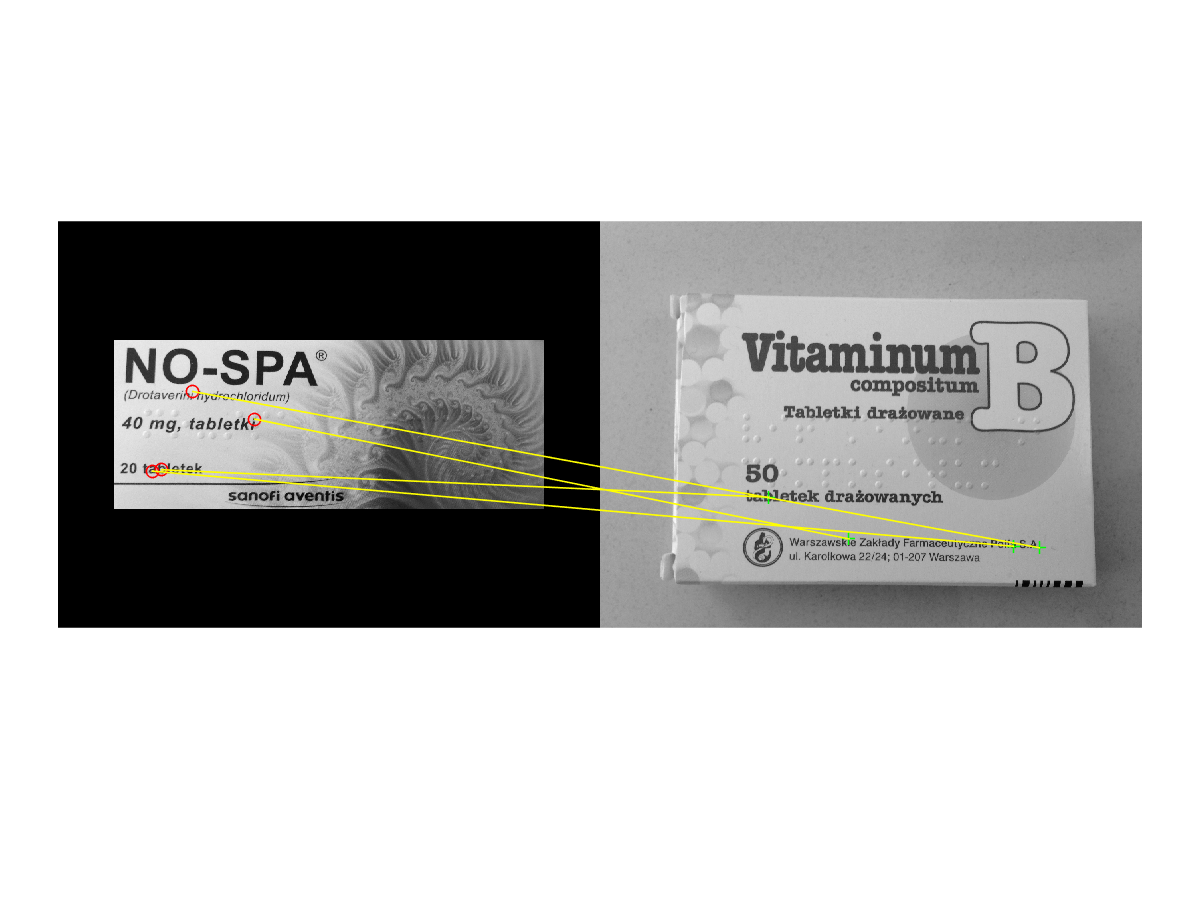 NO-SPA®
(Drotaverini hydrochloridum)
40 mg, tabletki
20 tabletek
sanofi aventis
Vitaminum B
compositum
Tabletki drażowane
50
tabletek drażowanych
Warszawskie Zakłady Farmaceutyczne Polfa S.A.
ul. Karolkowa 22/24; 01-207 Warszawa